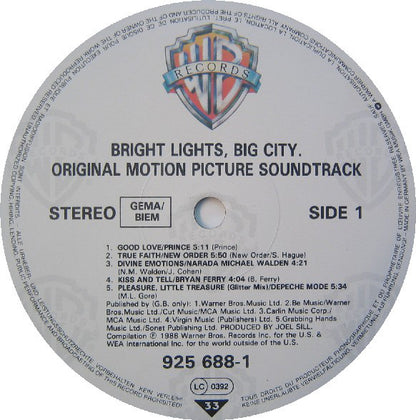 WB
RECORDS
BRIGHT LIGHTS, BIG CITY.
ORIGINAL MOTION PICTURE SOUNDTRACK
STEREO
GEMA/
BIEM
SIDE 1
1. GOOD LOVE/PRINCE 5:11 (Prince)
2. TRUE FAITH/NEW ORDER 5:50 (New Order/S. Hague)
3. DIVINE EMOTIONS/NARADA MICHAEL WALDEN 4:21
(N.M. Walden/J. Cohen)
4. KISS AND TELL/BRYAN FERRY 4:04 (B. Ferry)
5. PLEASURE, LITTLE TREASURE (Glitter Mix)/DEPECHE MODE 5:34
(M.L. Gore)
Published by (G.B. only): 1.Warner Bros.Music Ltd. 2.Be Music/Warner
Bros.Music Ltd./Cut Music/MCA Music Ltd. 3.Carlin Music Corp./
MCA Music Ltd. 4.Virgin Music (Publishers) Ltd. 5.Grabbing Hands
Music Ltd./Sonet Publishing Ltd. PRODUCED BY JOEL SILL.
Compilation ℗ 1988 Warner Bros. Records Inc. for the U.S. &
WEA International Inc. for the world outside of the U.S.
925 688-1
LC 0392
33